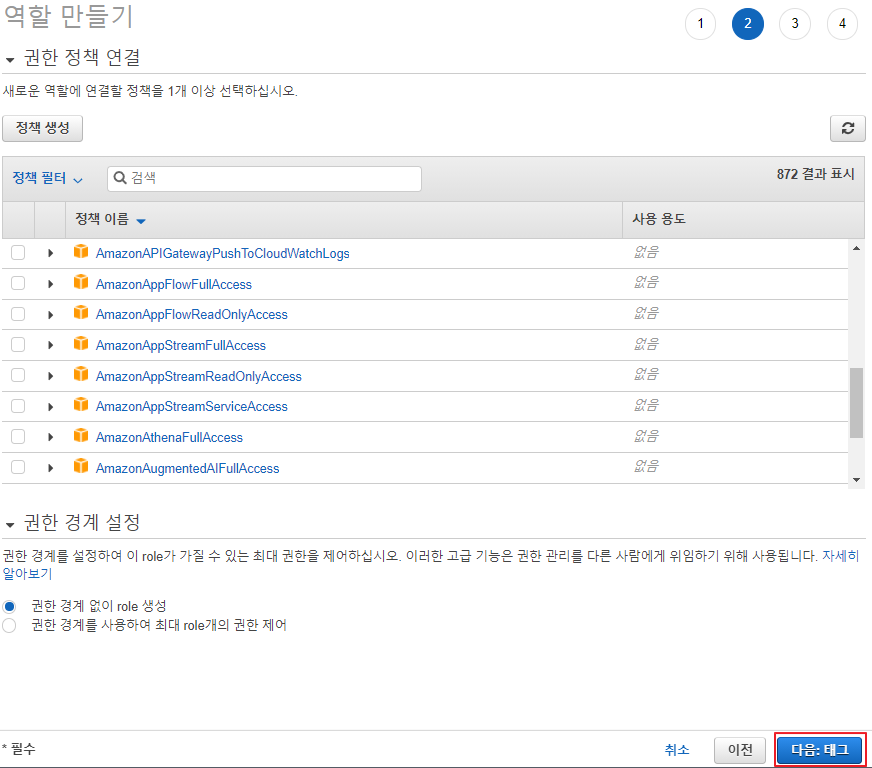 역할 만들기
1 2 3 4
권한 정책 연결
새로운 역할에 연결할 정책을 1개 이상 선택하십시오.
정책 생성
정책 필터 검색 872 결과 표시
정책 이름 사용 용도
AmazonAPIGatewayPushToCloudWatchLogs 없음
AmazonAppFlowFullAccess 없음
AmazonAppFlowReadOnlyAccess 없음
AmazonAppStreamFullAccess 없음
AmazonAppStreamReadOnlyAccess 없음
AmazonAppStreamServiceAccess 없음
AmazonAthenaFullAccess 없음
AmazonAugmentedAIFullAccess 없음
권한 경계 설정
권한 경계를 설정하여 이 role가 가질 수 있는 최대 권한을 제어하십시오. 이러한 고급 기능은 권한 관리를 다른 사람에게 위임하기 위해 사용됩니다. 자세히
알아보기
권한 경계 없이 role 생성
권한 경계를 사용하여 최대 role개의 권한 제어
* 필수 취소 이전 다음: 태그